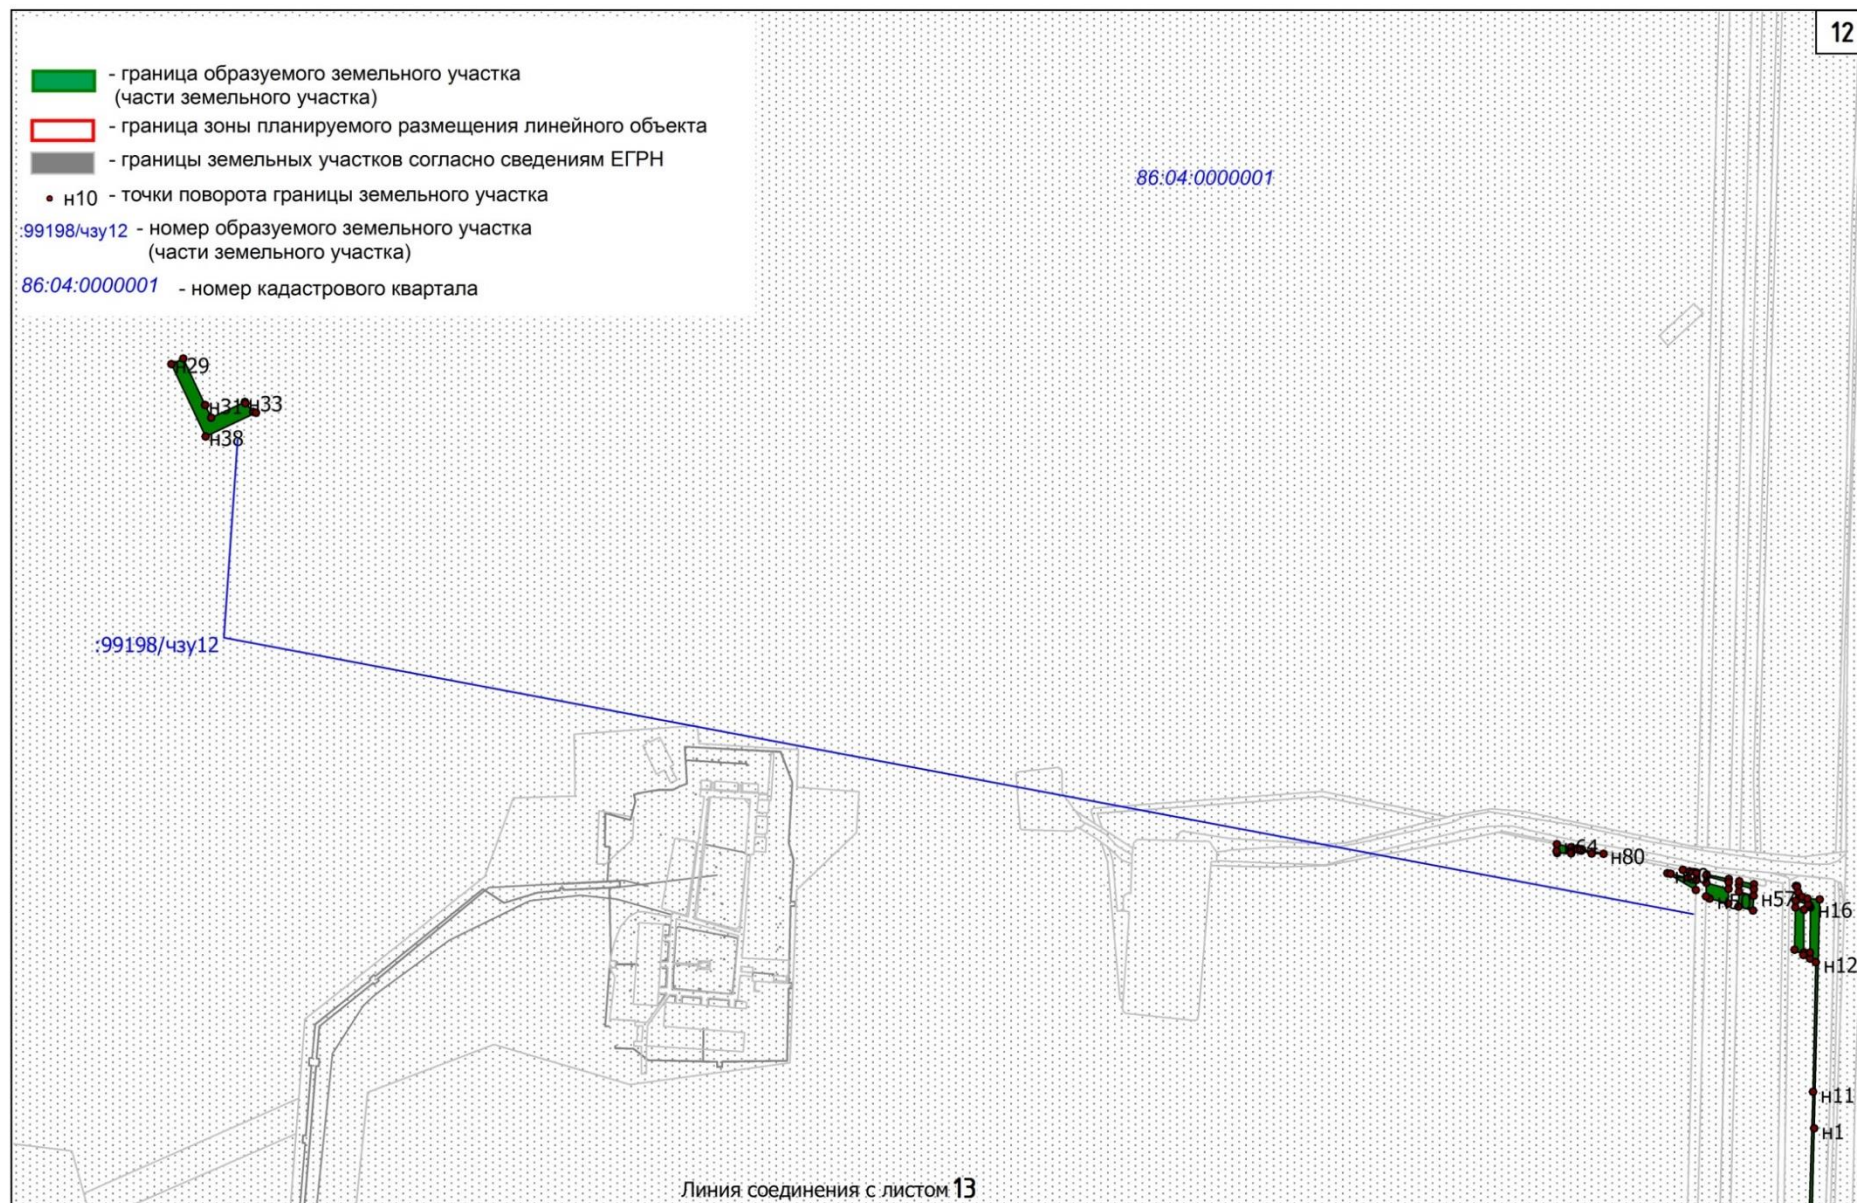 12
- граница образуемого земельного участка
(части земельного участка)
- граница зоны планируемого размещения линейного объекта
- границы земельных участков согласно сведениям ЕГРН
н10 - точки поворота границы земельного участка
:99198/чзу12 - номер образуемого земельного участка
(части земельного участка)
86:04:0000001 - номер кадастрового квартала
86:04:0000001
н29
н31
н33
н38
:99198/чзу12
н80
н57
н16
н12
н11
н1
Линия соединения с листом 13